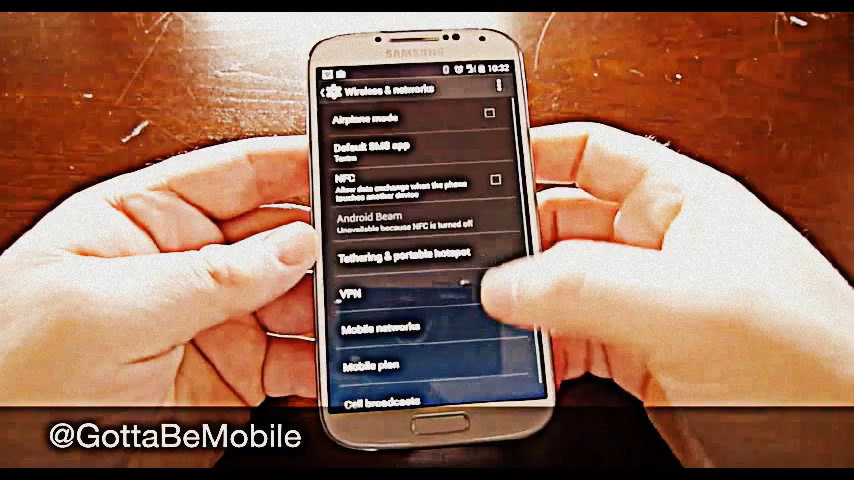 SAMSUNG
10:32
Wireless & networks
Airplane mode
Default SMS app
Textra
NFC
Allow data exchange when the phone
touches another device
Android Beam
Unavailable because NFC is turned off
Tethering & portable hotspot
VPN
Mobile networks
Mobile plan
Cell broadcasts
@GottaBeMobile